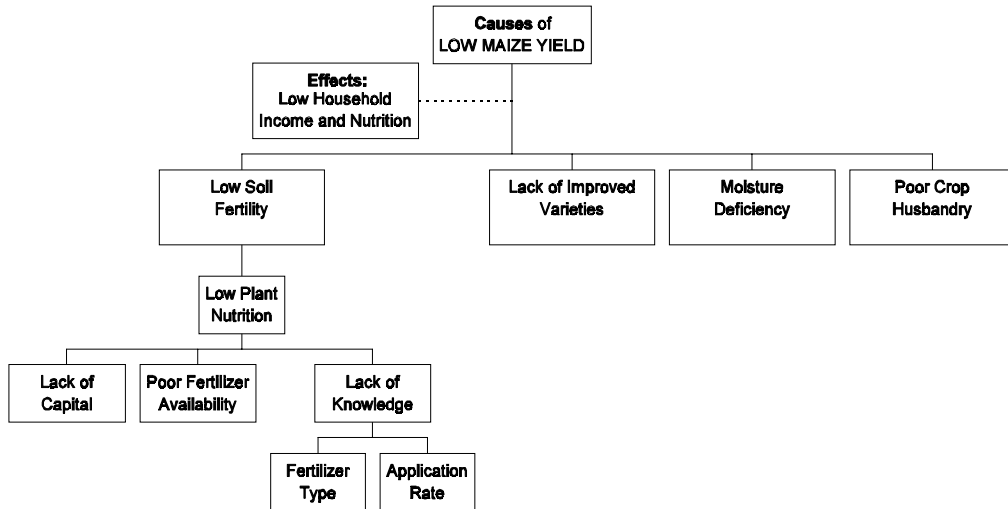 Causes of
LOW MAIZE YIELD
Effects:
Low Household
Income and Nutrition
Low Soil
Fertility
Lack of Improved
Varieties
Moisture
Deficiency
Poor Crop
Husbandry
Low Plant
Nutrition
Lack of
Capital
Poor Fertilizer
Availability
Lack of
Knowledge
Fertilizer
Type
Application
Rate